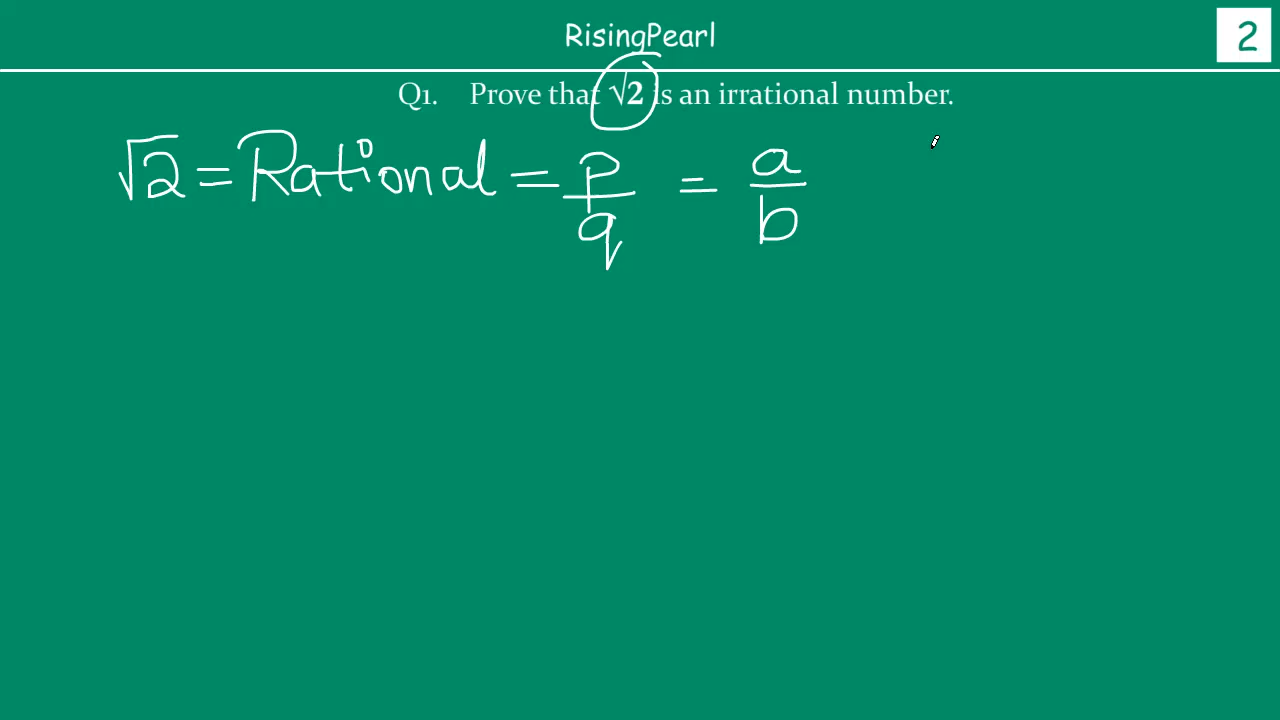 RisingPearl
2
Q1. Prove that √2 is an irrational number.
√2 = Rational = p/q = a/b